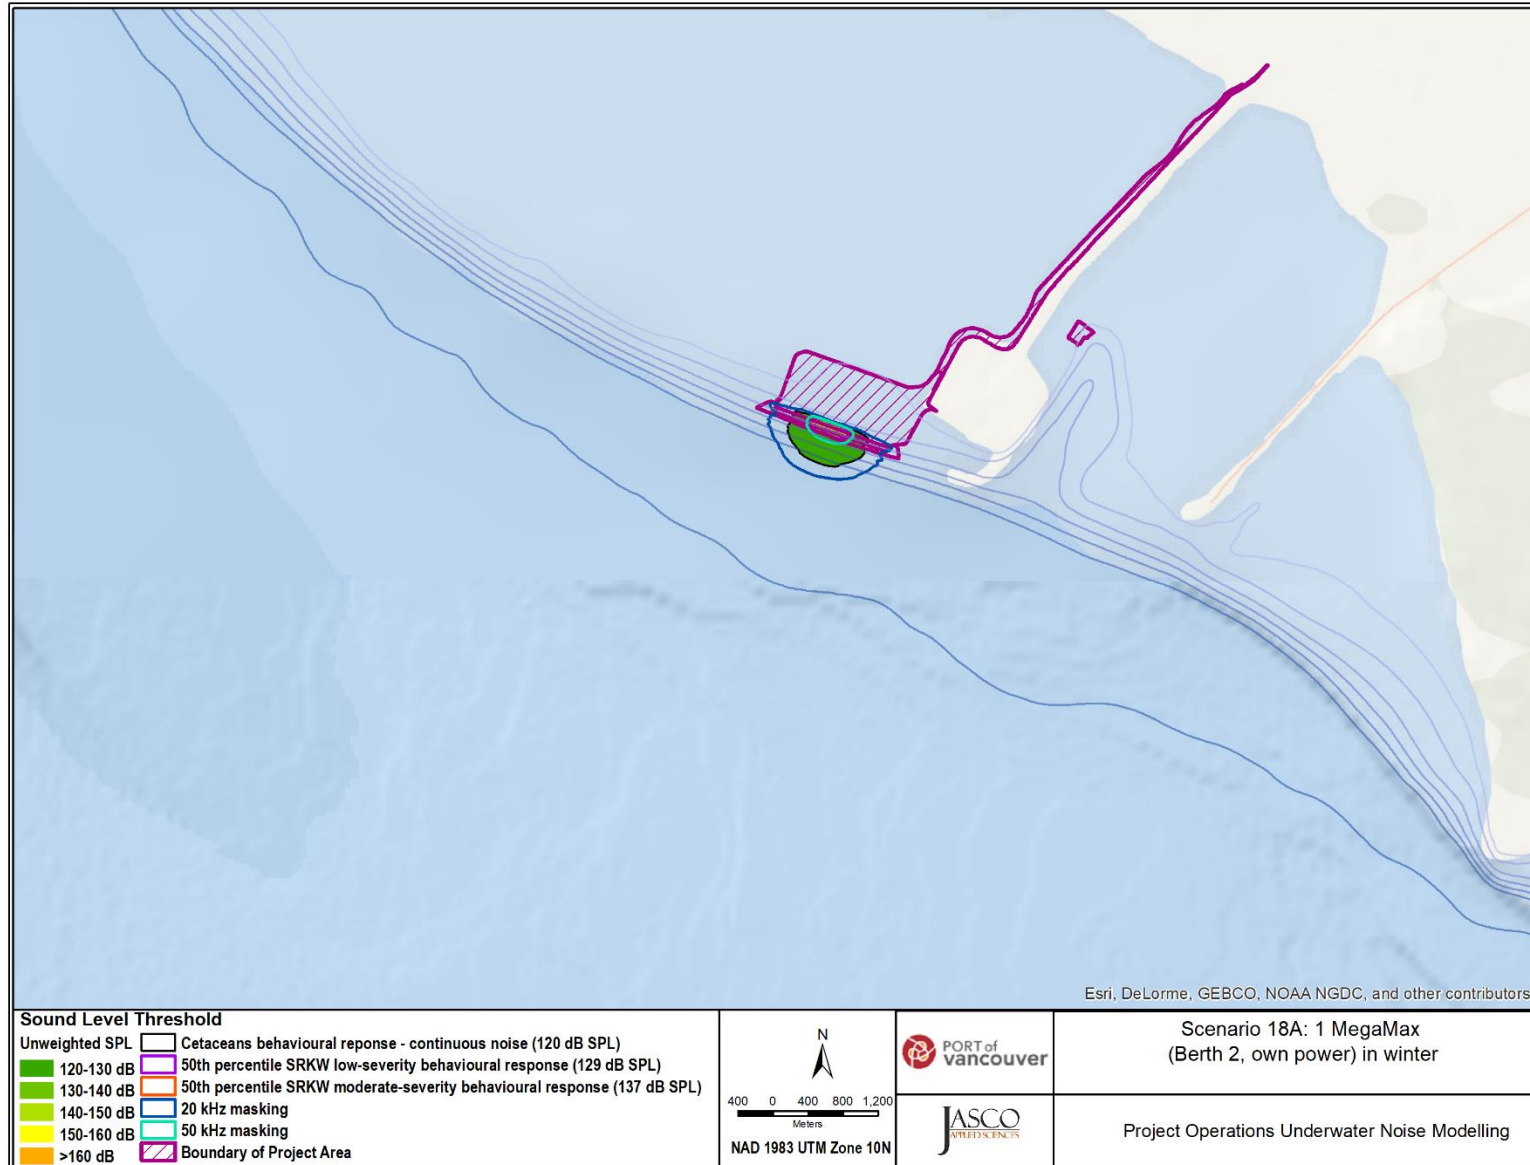 Esri, DeLorme, GEBCO, NOAA NGDC, and other contributors
Sound Level Threshold
Unweighted SPL
120-130 dB
130-140 dB
140-150 dB
150-160 dB
>160 dB
Cetaceans behavioural reponse - continuous noise (120 dB SPL)
50th percentile SRKW low-severity behavioural response (129 dB SPL)
50th percentile SRKW moderate-severity behavioural response (137 dB SPL)
20 kHz masking
50 kHz masking
Boundary of Project Area
N
400 0 400 800 1,200
Meters
NAD 1983 UTM Zone 10N
PORT of
vancouver
JASCO
APPLIED SCIENCES
Scenario 18A: 1 MegaMax
(Berth 2, own power) in winter
Project Operations Underwater Noise Modelling